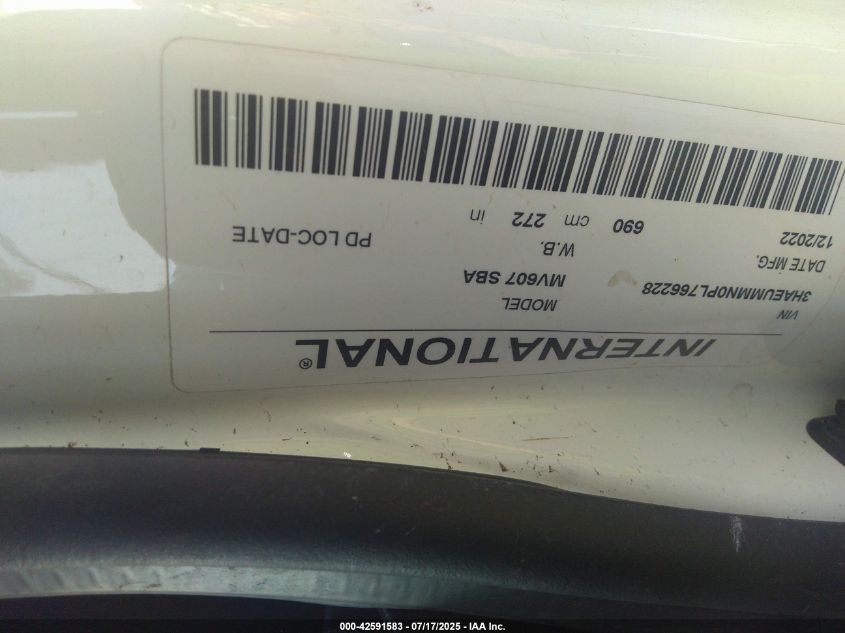 INTERNATIONAL®
VIN MODEL
3HAEUMMN0PL766228 MV607 SBA
DATE MFG. W.B. PD LOC-DATE
12/2022 690 cm 272 in
000-42591583 - 07/17/2025 - IAA Inc.